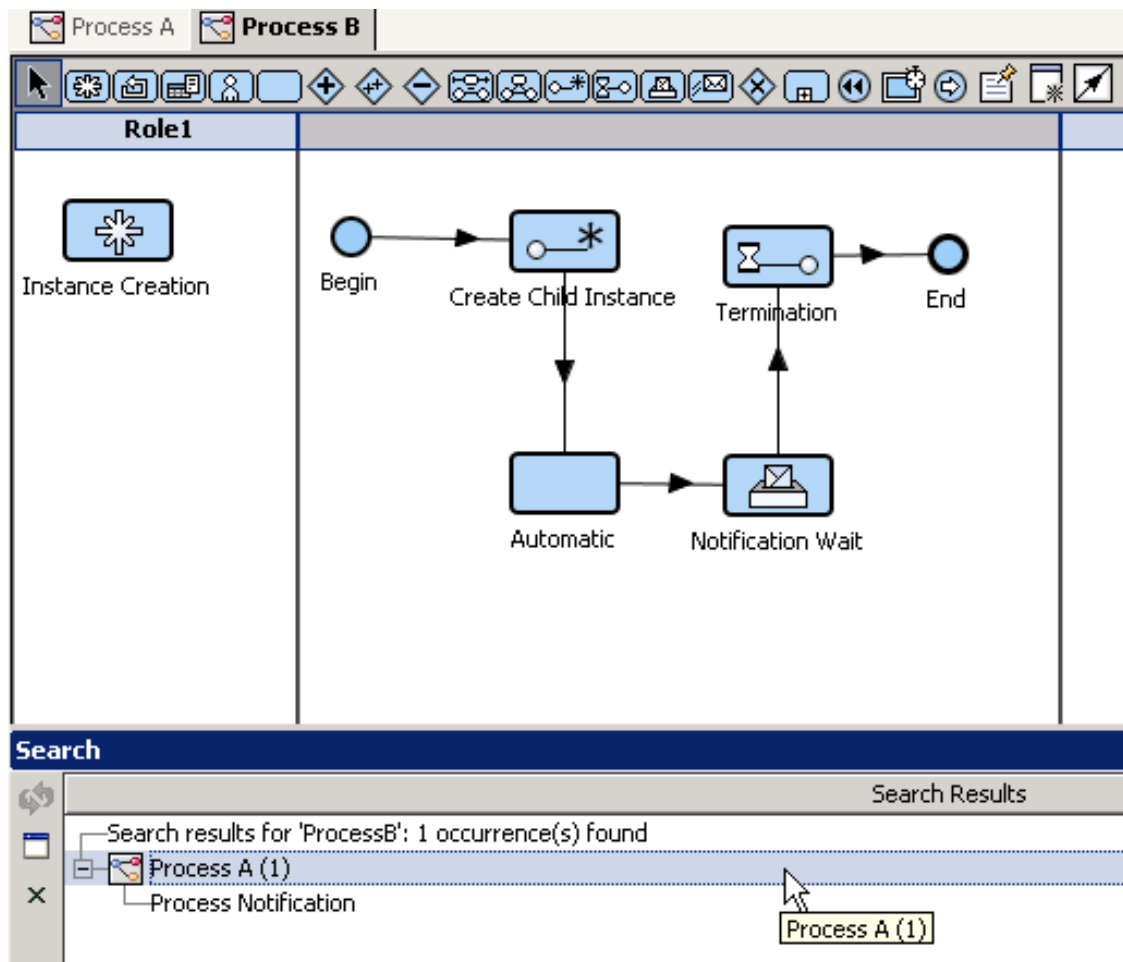 Process A
Process B
Role1
Instance Creation
Begin
Create Child Instance
Termination
End
Automatic
Notification Wait
Search
Search Results
Search results for 'ProcessB': 1 occurrence(s) found
Process A (1)
Process Notification
Process A (1)